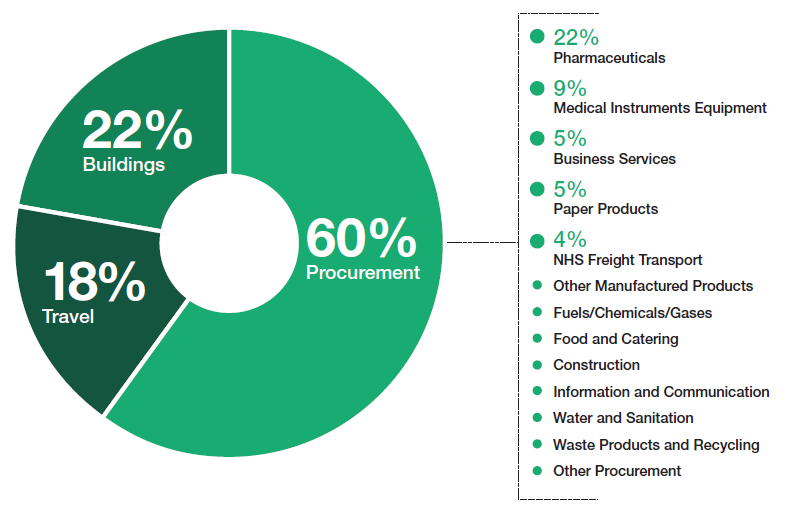 22%
Buildings
18%
Travel
60%
Procurement
22%
Pharmaceuticals
9%
Medical Instruments Equipment
5%
Business Services
5%
Paper Products
4%
NHS Freight Transport
Other Manufactured Products
Fuels/Chemicals/Gases
Food and Catering
Construction
Information and Communication
Water and Sanitation
Waste Products and Recycling
Other Procurement